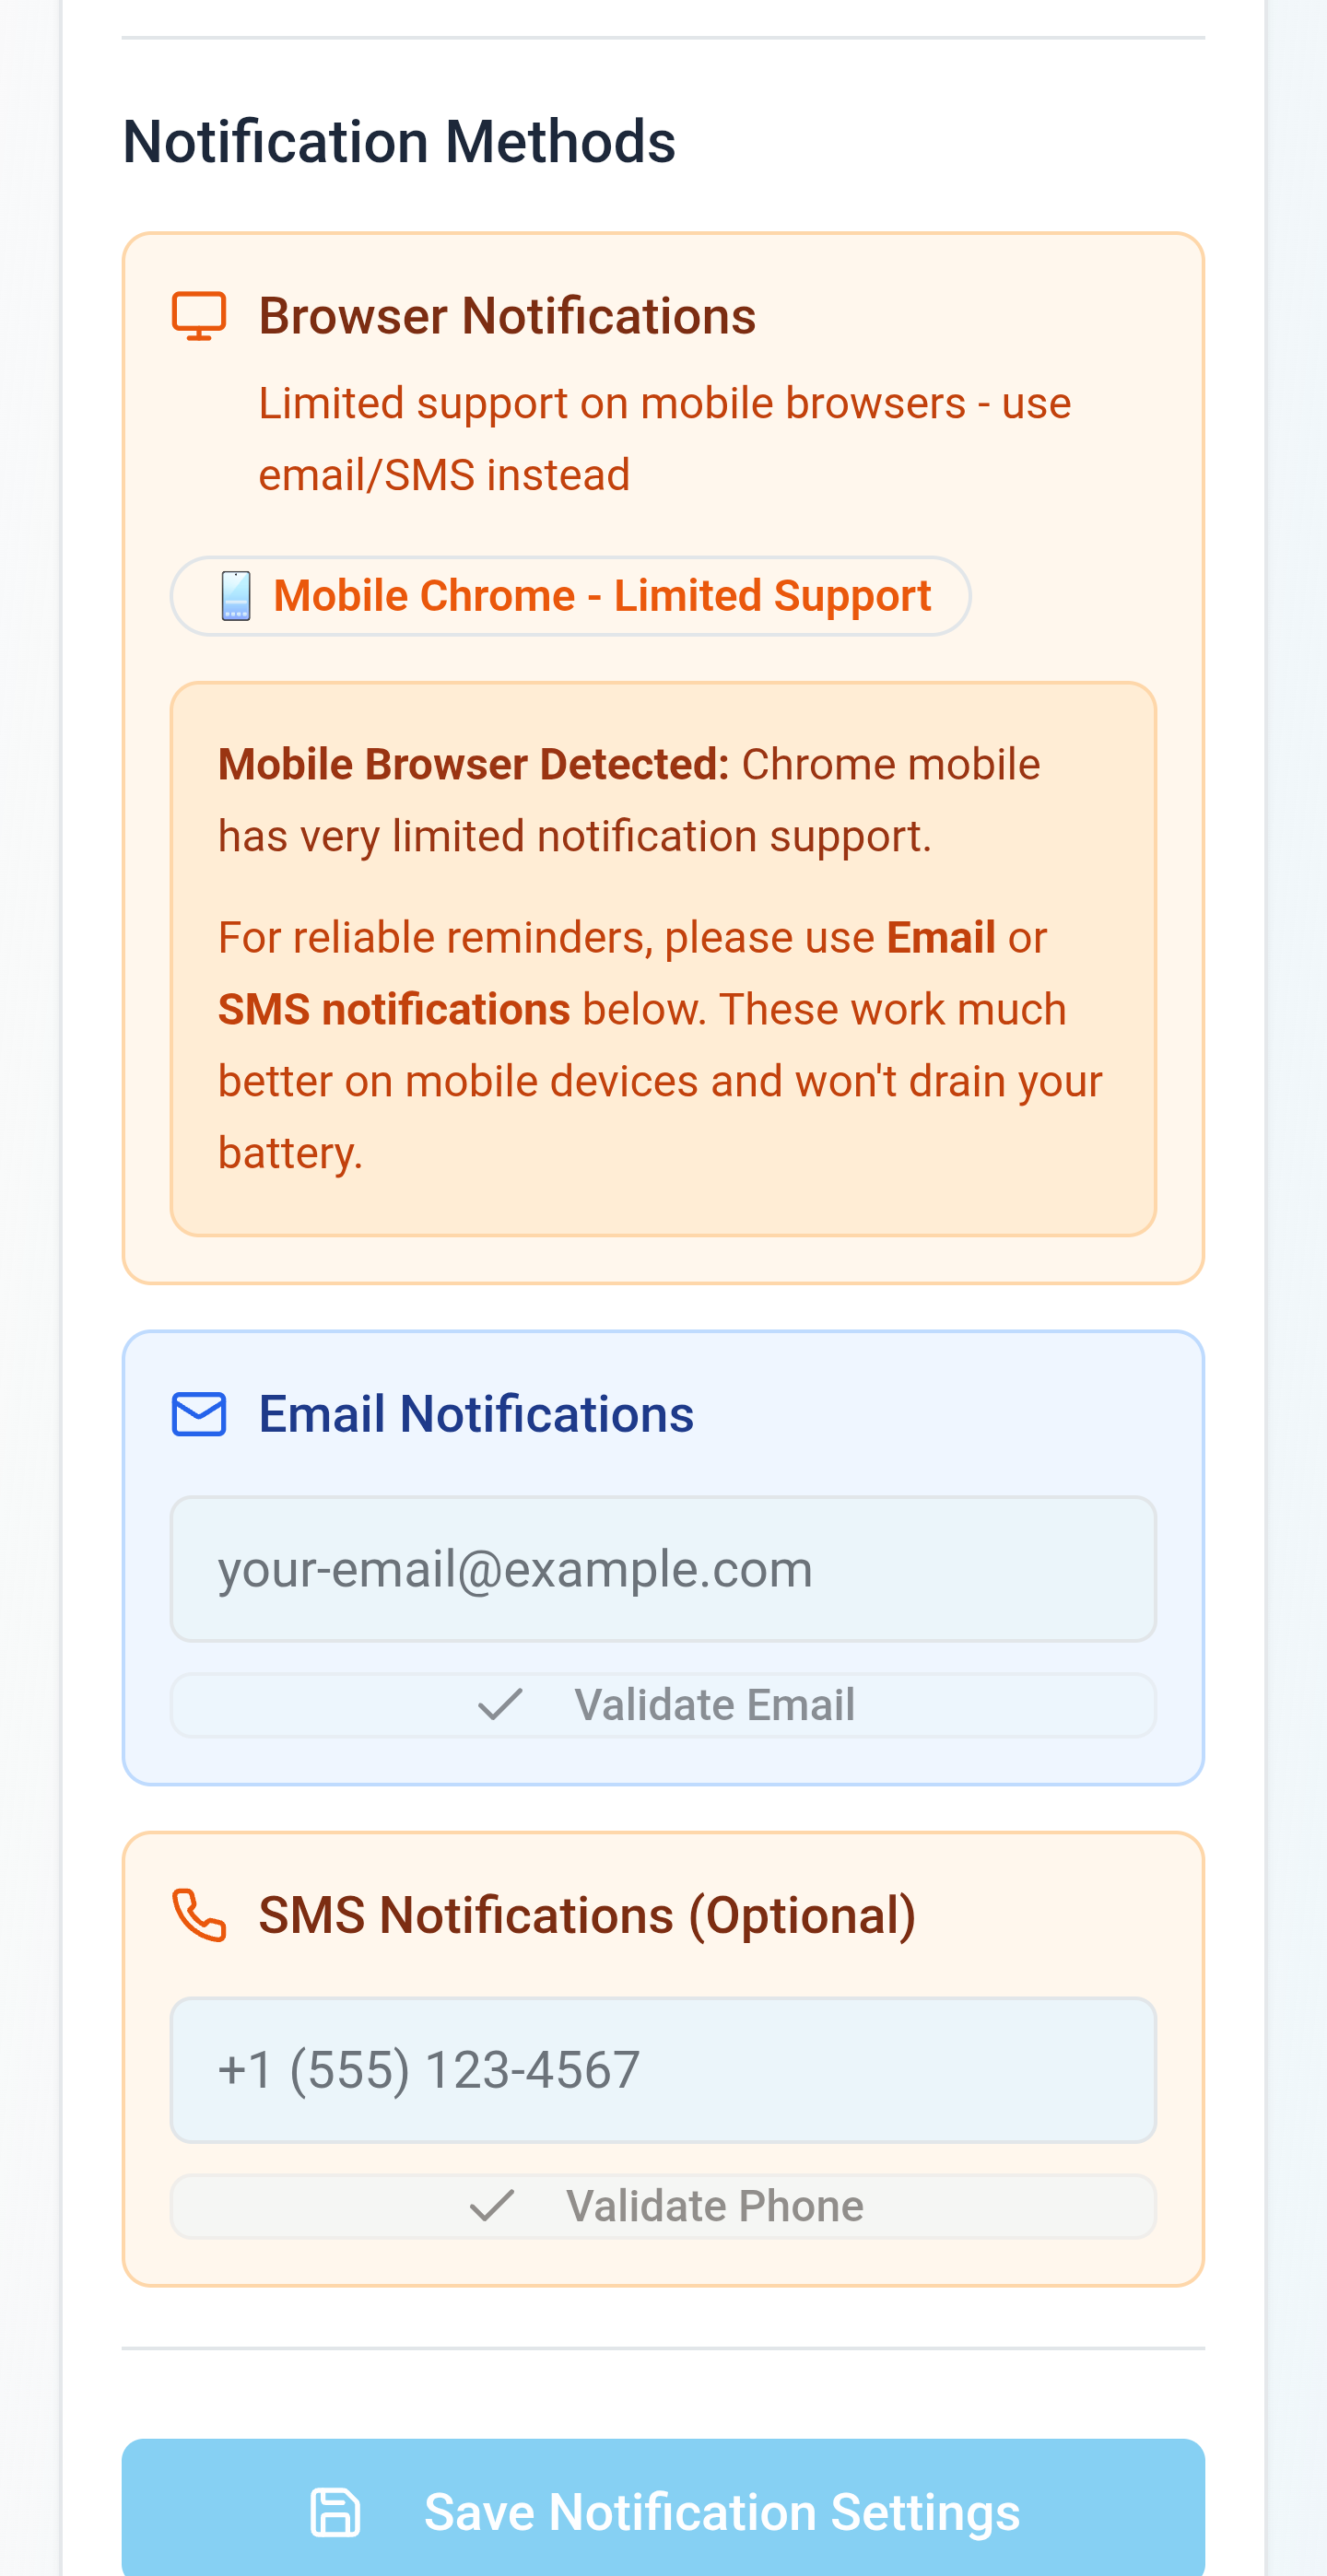 Notification Methods
Browser Notifications
Limited support on mobile browsers - use
email/SMS instead
Mobile Chrome - Limited Support
Mobile Browser Detected: Chrome mobile
has very limited notification support.
For reliable reminders, please use Email or
SMS notifications below. These work much
better on mobile devices and won't drain your
battery.
Email Notifications
your-email@example.com
Validate Email
SMS Notifications (Optional)
+1 (555) 123-4567
Validate Phone
Save Notification Settings